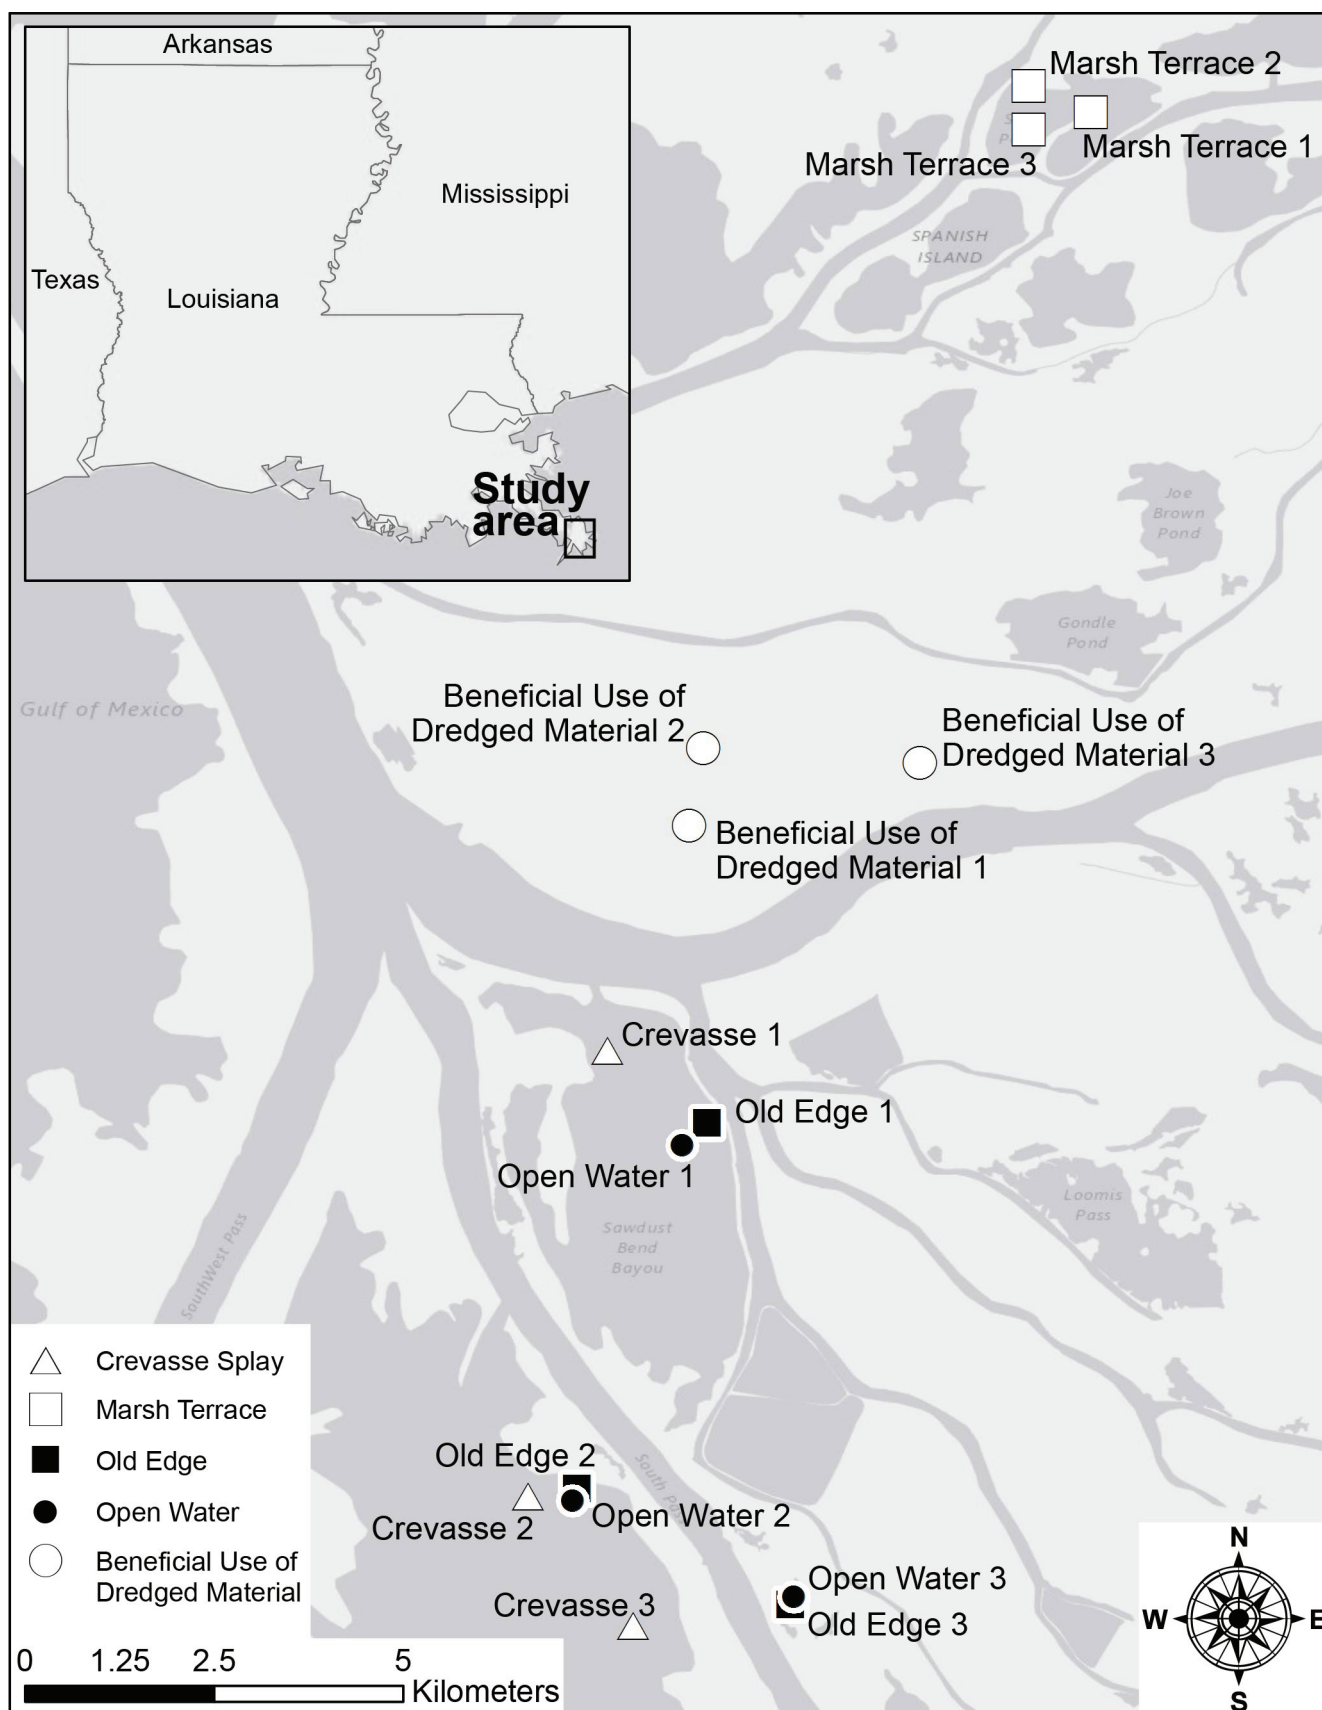 Arkansas
Mississippi
Texas
Louisiana
Study
area
Marsh Terrace 2
Marsh Terrace 1
Marsh Terrace 3
SPANISH
ISLAND
Joe
Brown
Pond
Gondle
Pond
Gulf of Mexico
Beneficial Use of
Dredged Material 2
Beneficial Use of
Dredged Material 3
Beneficial Use of
Dredged Material 1
Crevasse 1
Old Edge 1
Open Water 1
Loomis
Pass
Sawdust
Bend
Bayou
SouthWest Pass
South Pass
Old Edge 2
Crevasse 2
Open Water 2
Crevasse 3
Open Water 3
Old Edge 3
Crevasse Splay
Marsh Terrace
Old Edge
Open Water
Beneficial Use of
Dredged Material
0 1.25 2.5 5
Kilometers
N
W E
S